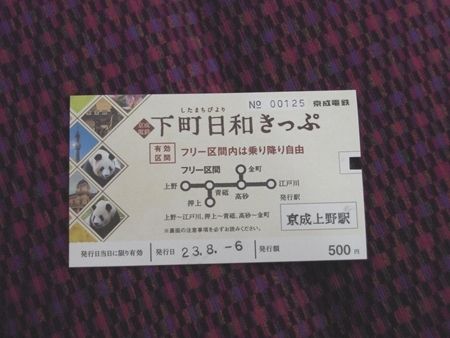 № 00125 京成電鉄
したまちびより
下町日和きっぷ
有効区間 フリー区間内は乗り降り自由
フリー区間
金町
上野 青砥 高砂 江戸川
押上
発行駅
京成上野駅
上野～江戸川、押上～青砥、高砂～金町
※裏面の注意事項を必ずお読みください。
発行日当日に限り有効 発行日 23.8.-6 発行額 500円